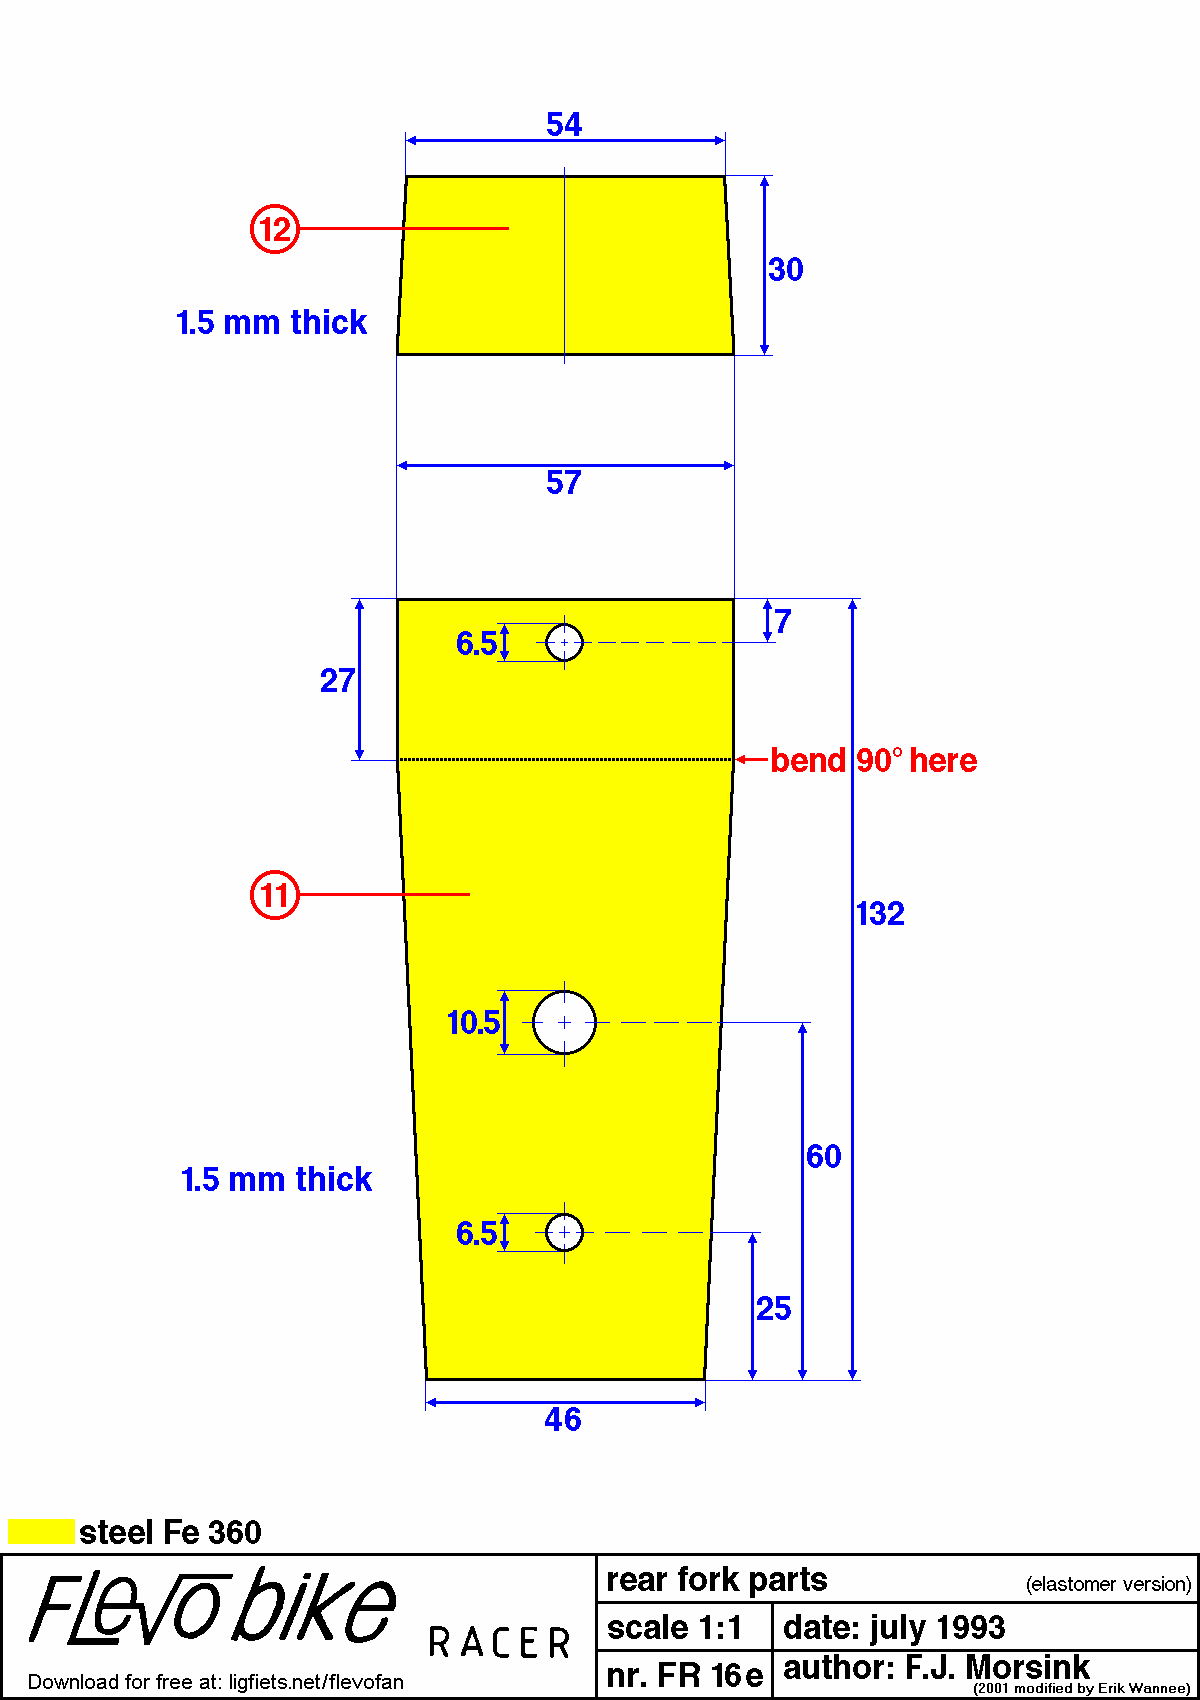 54
12
30
1.5 mm thick
57
6.5
7
27
bend 90° here
11
132
10.5
60
1.5 mm thick
6.5
25
46
steel Fe 360
Flevobike RACER
Download for free at: ligfiets.net/flevofan
rear fork parts (elastomer version)
scale 1:1
date: july 1993
nr. FR 16e
author: F.J. Morsink
(2001 modified by Erik Wannee)